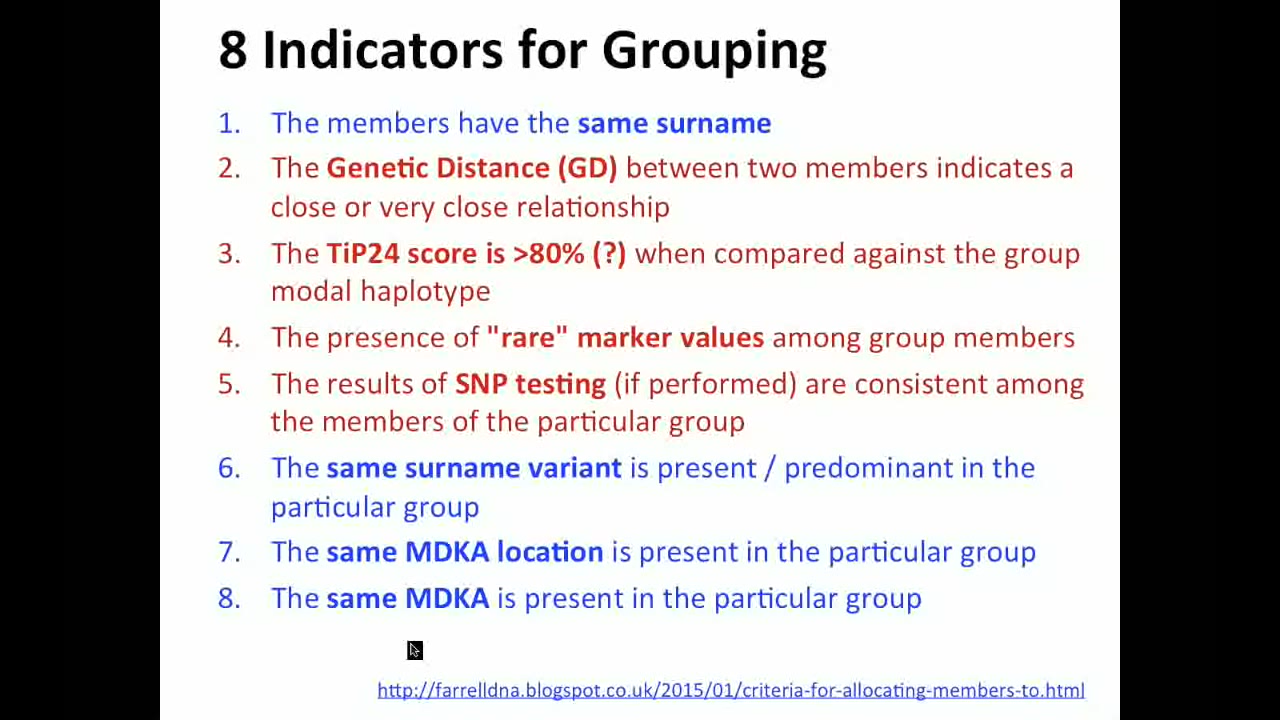 8 Indicators for Grouping
1. The members have the same surname
2. The Genetic Distance (GD) between two members indicates a
close or very close relationship
3. The TiP24 score is >80% (?) when compared against the group
modal haplotype
4. The presence of "rare" marker values among group members
5. The results of SNP testing (if performed) are consistent among
the members of the particular group
6. The same surname variant is present / predominant in the
particular group
7. The same MDKA location is present in the particular group
8. The same MDKA is present in the particular group
http://farrelldna.blogspot.co.uk/2015/01/criteria-for-allocating-members-to.html